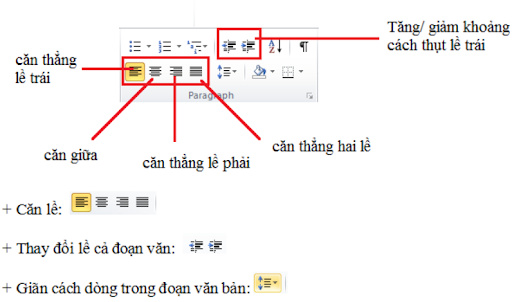 Tăng/ giảm khoảng
cách thụt lề trái
căn thẳng
lề trái
Paragraph
căn giữa
căn thẳng lề phải
căn thẳng hai lề
+ Căn lề:
+ Thay đổi lề cả đoạn văn:
+ Giãn cách dòng trong đoạn văn bản: